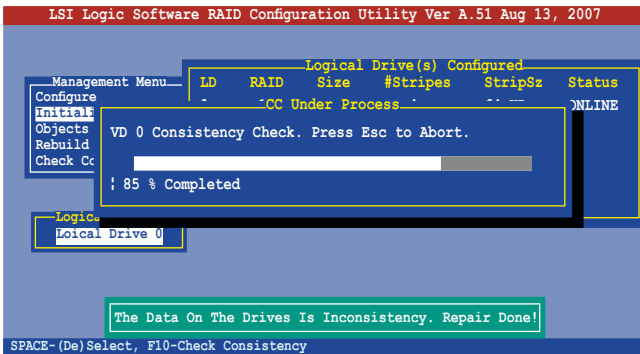 LSI Logic Software RAID Configuration Utility Ver A.51 Aug 13, 2007
Logical Drive(s) Configured
LD RAID Size #Stripes StripSz Status
ONLINE
Management Menu
Configure
Objects
Rebuild
Check
CC Under Process
VD 0 Consistency Check. Press Esc to Abort.
¦ 85 % Completed
Loical Drive 0
The Data On The Drives Is Inconsistency. Repair Done!
SPACE-(De)Select, F10-Check Consistency